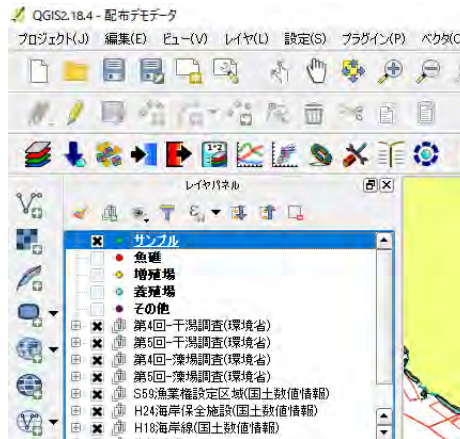 QGIS2.18.4 - 配布デモデータ
プロジェクト(J) 編集(E) ビュー(V) レイヤ(L) 設定(S) プラグイン(P) ベクタ(O
レイヤパネル
サンプル
魚礁
増殖場
養殖場
その他
第4回-干潟調査(環境省)
第5回-干潟調査(環境省)
第4回-藻場調査(環境省)
第5回-藻場調査(環境省)
S59漁業権設定区域(国土数値情報)
H24海岸保全施設(国土数値情報)
H18海岸線(国土数値情報)